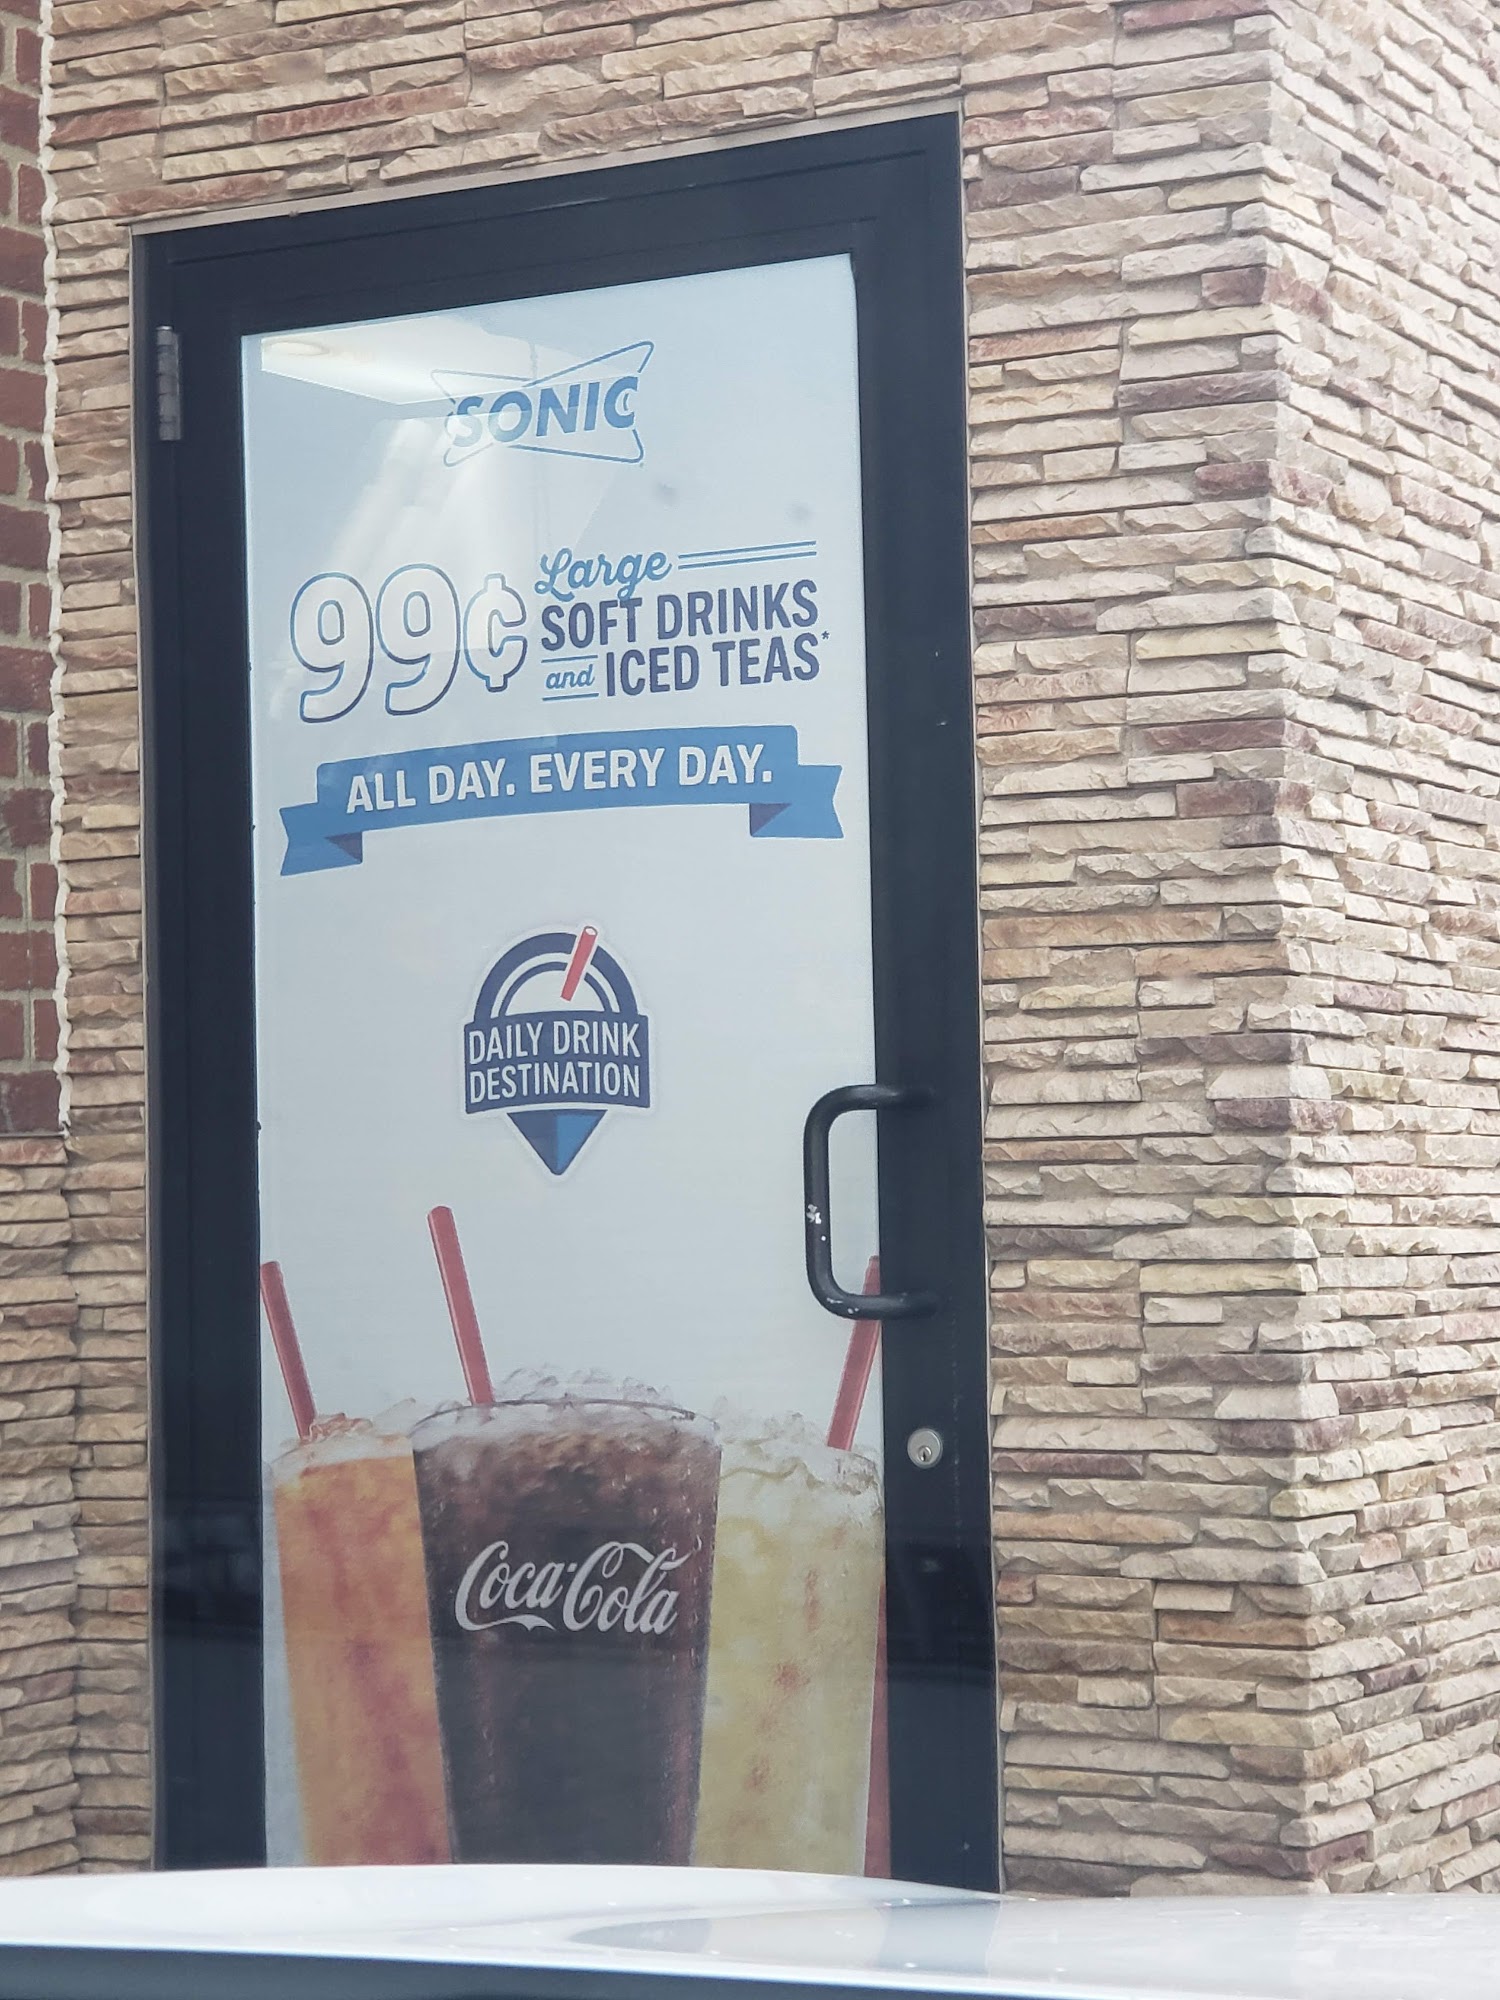 SONIC
99¢ Large
SOFT DRINKS
and ICED TEAS*
ALL DAY. EVERY DAY.
DAILY DRINK
DESTINATION
Coca-Cola